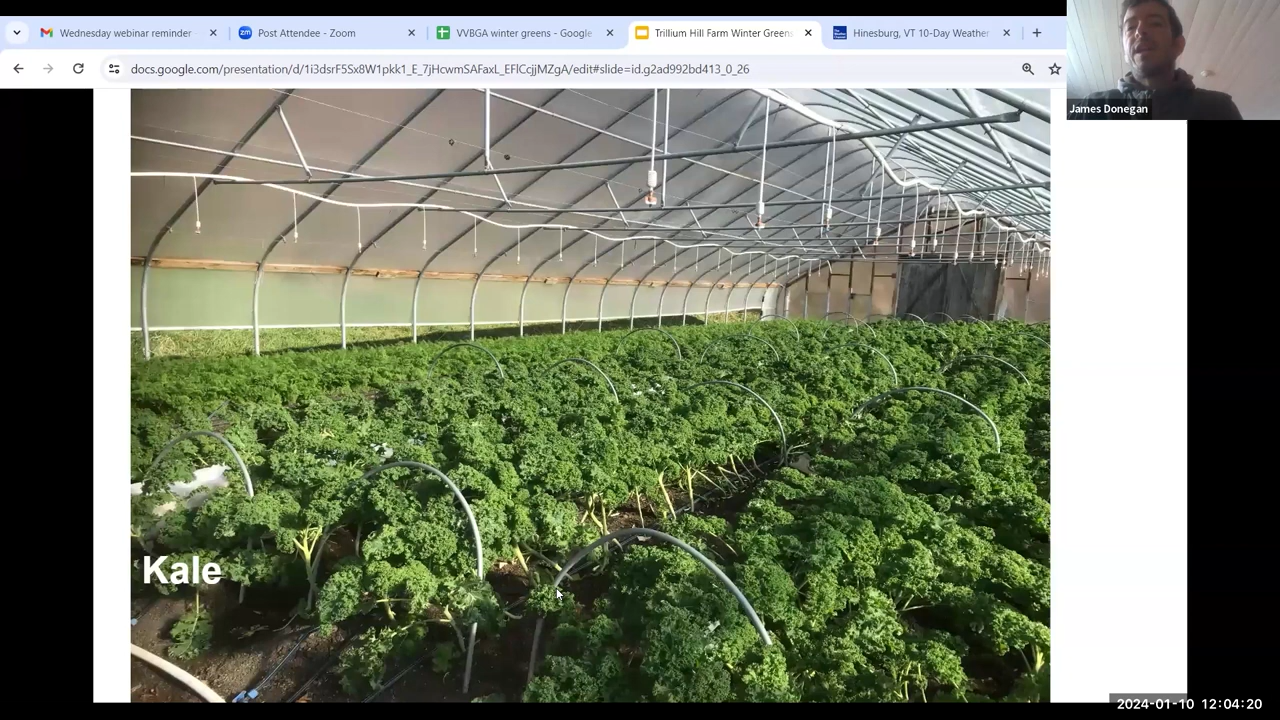 Wednesday webinar reminder
Post Attendee - Zoom
VVBGA winter greens - Google
Trillium Hill Farm Winter Greens
Hinesburg, VT 10-Day Weather
docs.google.com/presentation/d/1i3dsrF5Sx8W1pkk1_E_7jHcwmSAFaxL_EFlCcjjMZgA/edit#slide=id.g2ad992bd413_0_26
James Donegan
Kale
2024-01-10 12:04:20